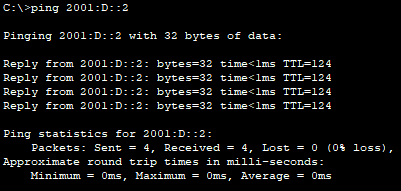 C:\>ping 2001:D::2
Pinging 2001:D::2 with 32 bytes of data:
Reply from 2001:D::2: bytes=32 time<1ms TTL=124
Reply from 2001:D::2: bytes=32 time<1ms TTL=124
Reply from 2001:D::2: bytes=32 time<1ms TTL=124
Reply from 2001:D::2: bytes=32 time<1ms TTL=124
Ping statistics for 2001:D::2:
Packets: Sent = 4, Received = 4, Lost = 0 (0% loss),
Approximate round trip times in milli-seconds:
Minimum = 0ms, Maximum = 0ms, Average = 0ms